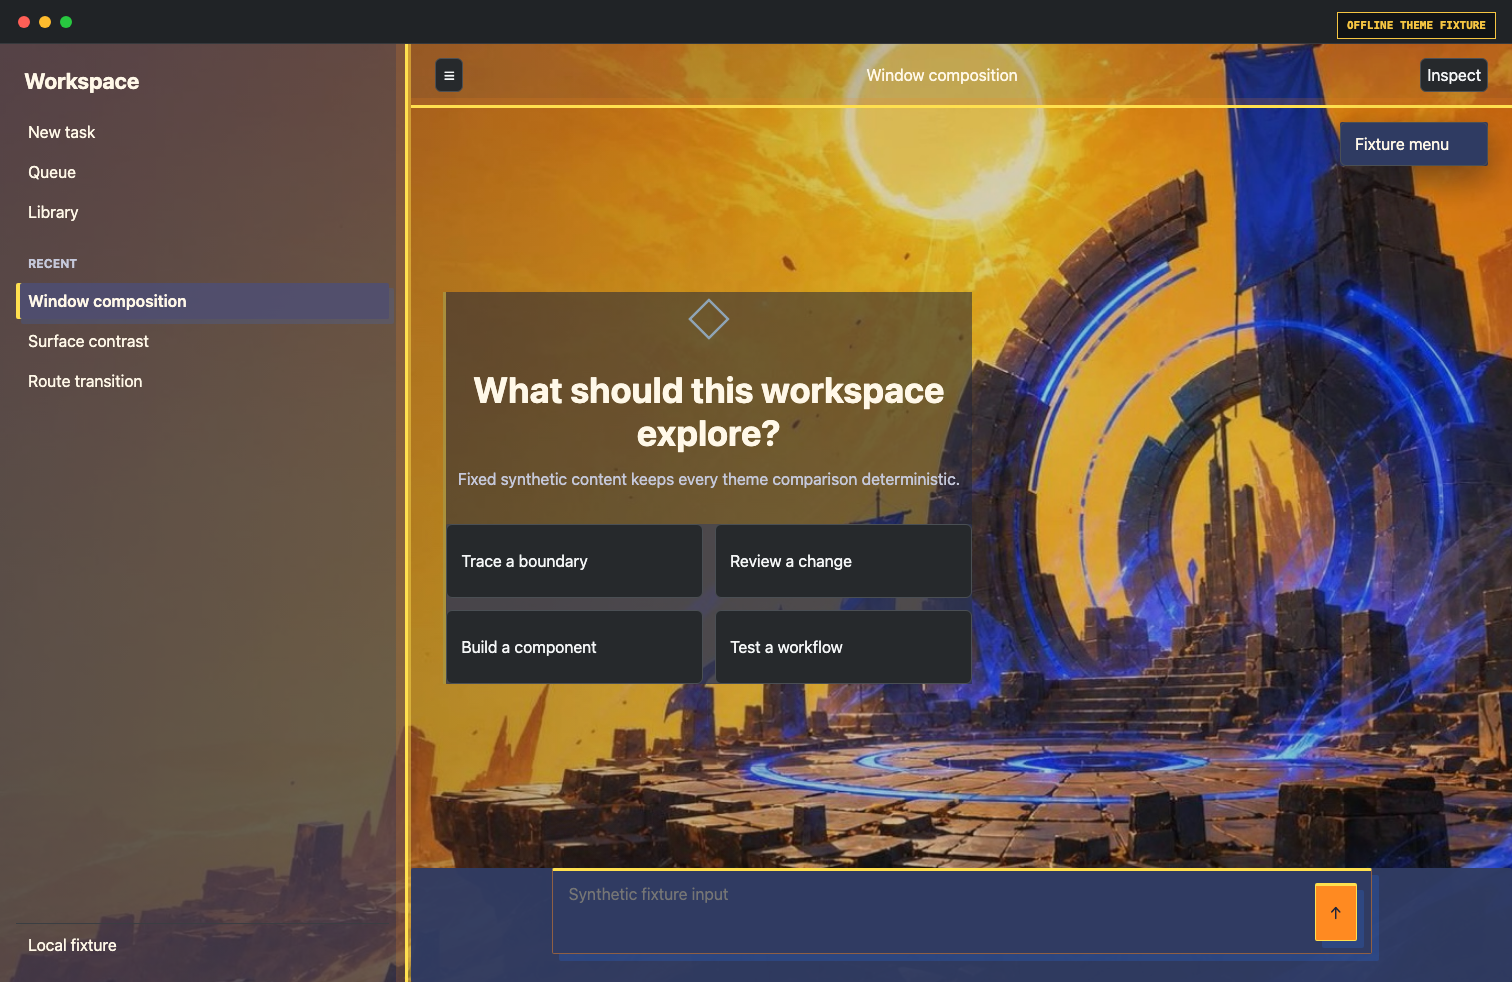 OFFLINE THEME FIXTURE
Workspace
New task
Queue
Library
RECENT
Window composition
Surface contrast
Route transition
Local fixture
Window composition
Inspect
Fixture menu
What should this workspace
explore?
Fixed synthetic content keeps every theme comparison deterministic.
Trace a boundary
Review a change
Build a component
Test a workflow
Synthetic fixture input